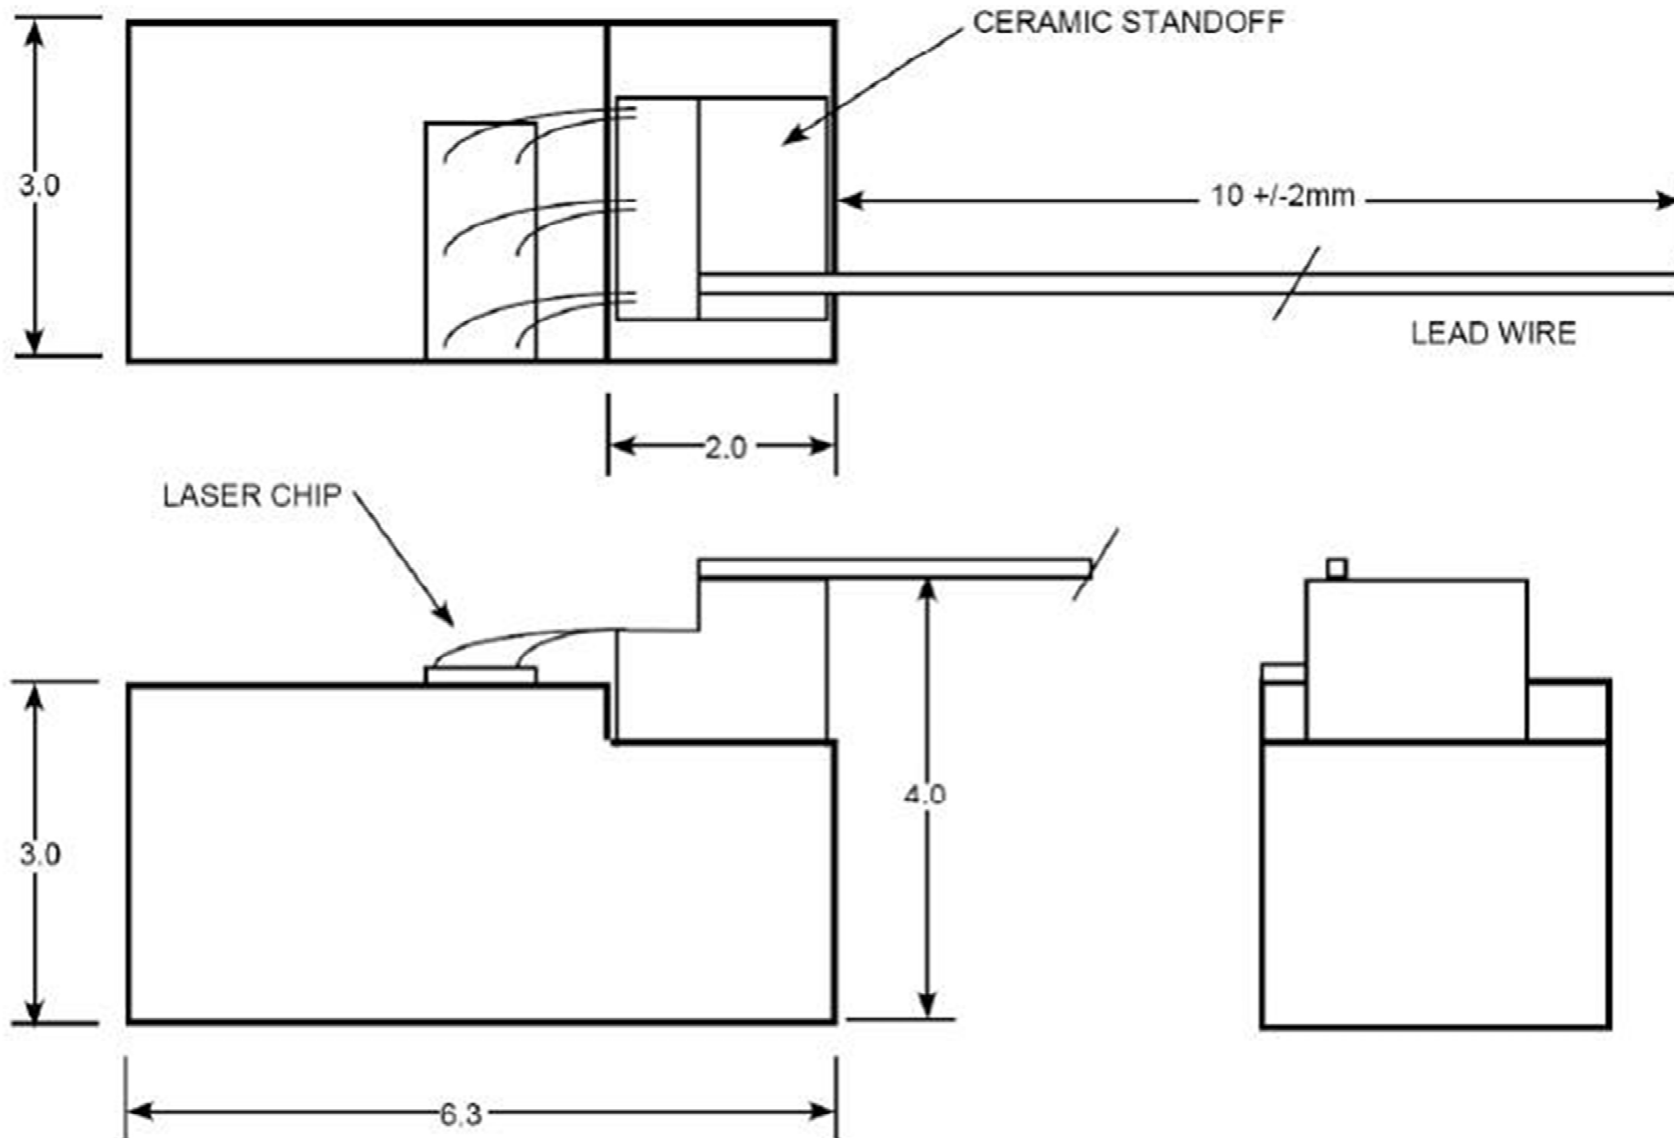 CERAMIC STANDOFF
3.0
10 +/-2mm
LEAD WIRE
2.0
LASER CHIP
4.0
3.0
6.3